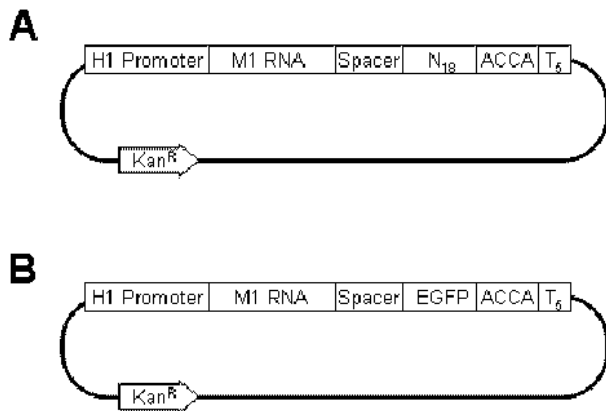 A
H1 Promoter M1 RNA Spacer N18 ACCA T5
KanR
B
H1 Promoter M1 RNA Spacer EGFP ACCA T5
KanR